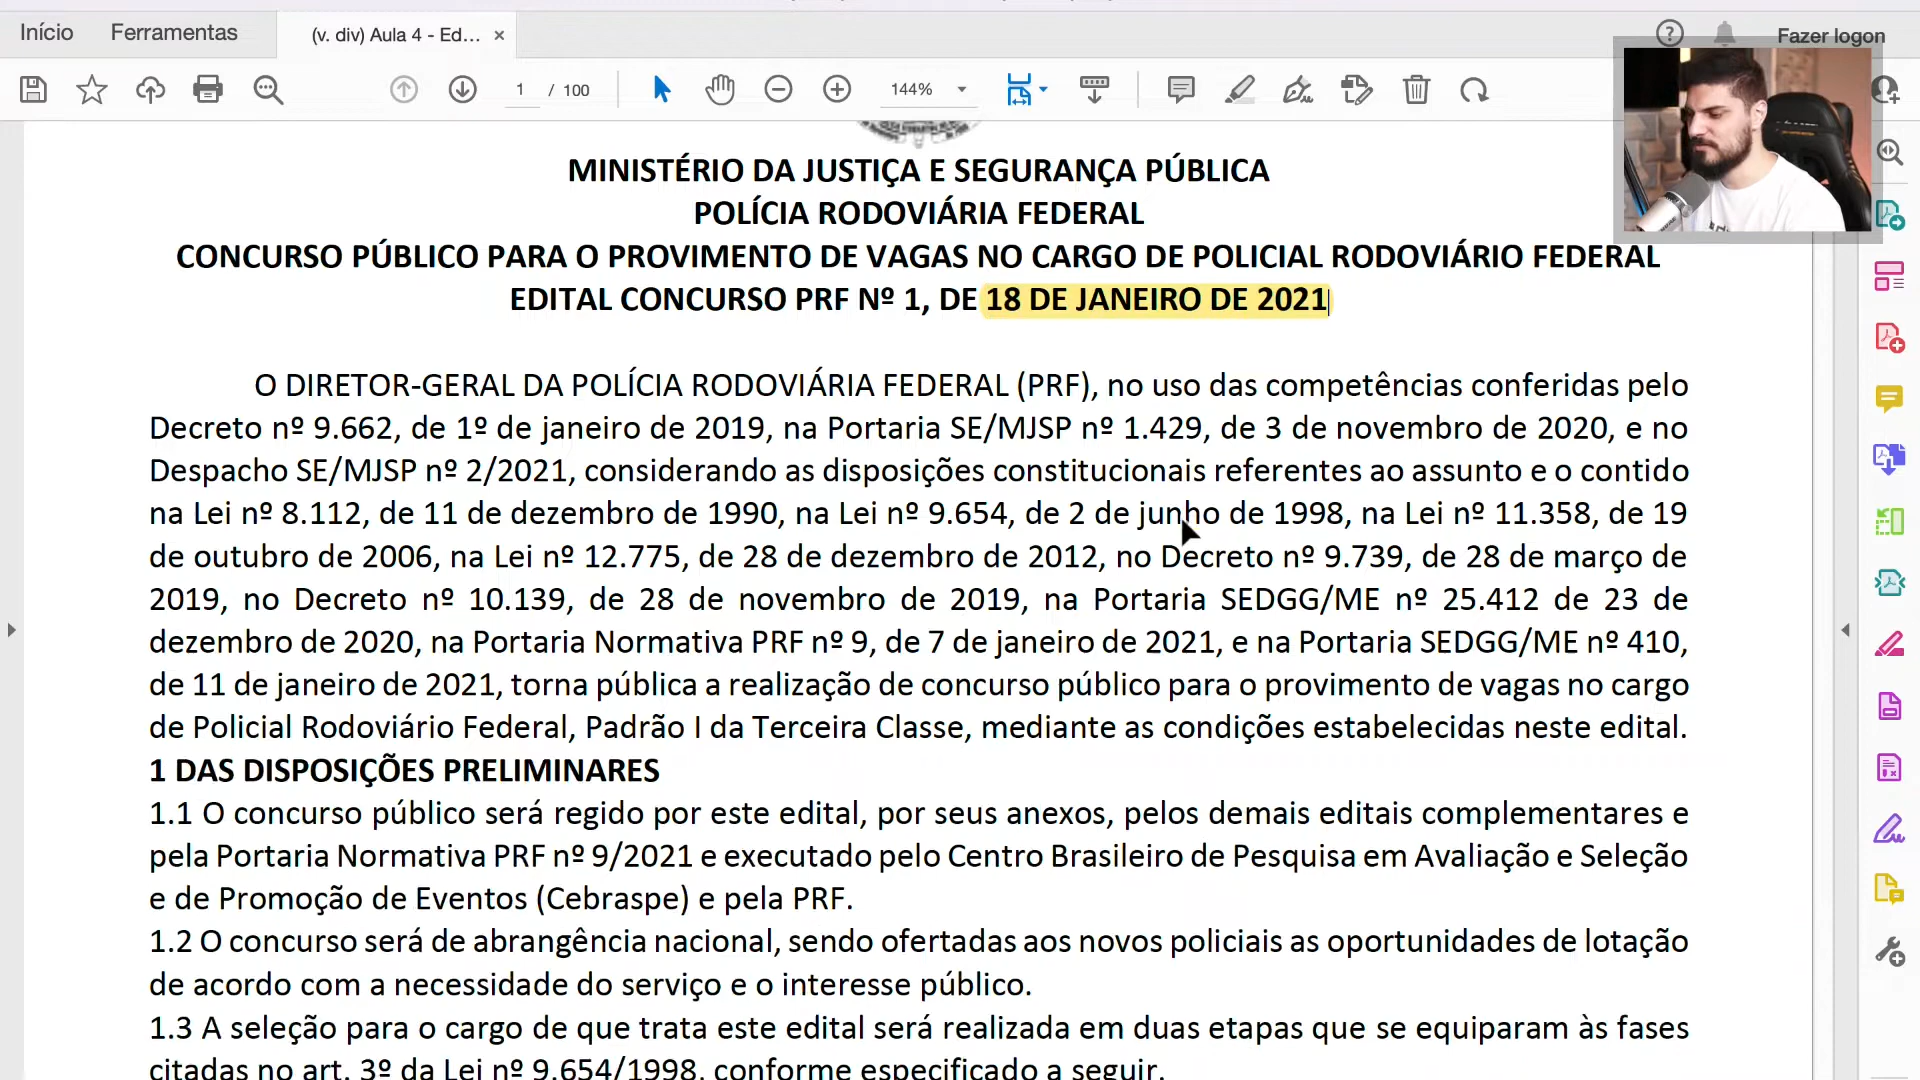 Início Ferramentas (v. div) Aula 4 - Ed... × ? Fazer logon
1 / 100 144%
MINISTÉRIO DA JUSTIÇA E SEGURANÇA PÚBLICA
POLÍCIA RODOVIÁRIA FEDERAL
CONCURSO PÚBLICO PARA O PROVIMENTO DE VAGAS NO CARGO DE POLICIAL RODOVIÁRIO FEDERAL
EDITAL CONCURSO PRF Nº 1, DE 18 DE JANEIRO DE 2021
O DIRETOR-GERAL DA POLÍCIA RODOVIÁRIA FEDERAL (PRF), no uso das competências conferidas pelo
Decreto nº 9.662, de 1º de janeiro de 2019, na Portaria SE/MJSP nº 1.429, de 3 de novembro de 2020, e no
Despacho SE/MJSP nº 2/2021, considerando as disposições constitucionais referentes ao assunto e o contido
na Lei nº 8.112, de 11 de dezembro de 1990, na Lei nº 9.654, de 2 de junho de 1998, na Lei nº 11.358, de 19
de outubro de 2006, na Lei nº 12.775, de 28 de dezembro de 2012, no Decreto nº 9.739, de 28 de março de
2019, no Decreto nº 10.139, de 28 de novembro de 2019, na Portaria SEDGG/ME nº 25.412 de 23 de
dezembro de 2020, na Portaria Normativa PRF nº 9, de 7 de janeiro de 2021, e na Portaria SEDGG/ME nº 410,
de 11 de janeiro de 2021, torna pública a realização de concurso público para o provimento de vagas no cargo
de Policial Rodoviário Federal, Padrão I da Terceira Classe, mediante as condições estabelecidas neste edital.
1 DAS DISPOSIÇÕES PRELIMINARES
1.1 O concurso público será regido por este edital, por seus anexos, pelos demais editais complementares e
pela Portaria Normativa PRF nº 9/2021 e executado pelo Centro Brasileiro de Pesquisa em Avaliação e Seleção
e de Promoção de Eventos (Cebraspe) e pela PRF.
1.2 O concurso será de abrangência nacional, sendo ofertadas aos novos policiais as oportunidades de lotação
de acordo com a necessidade do serviço e o interesse público.
1.3 A seleção para o cargo de que trata este edital será realizada em duas etapas que se equiparam às fases
citadas no art. 3º da Lei nº 9.654/1998, conforme especificado a seguir.